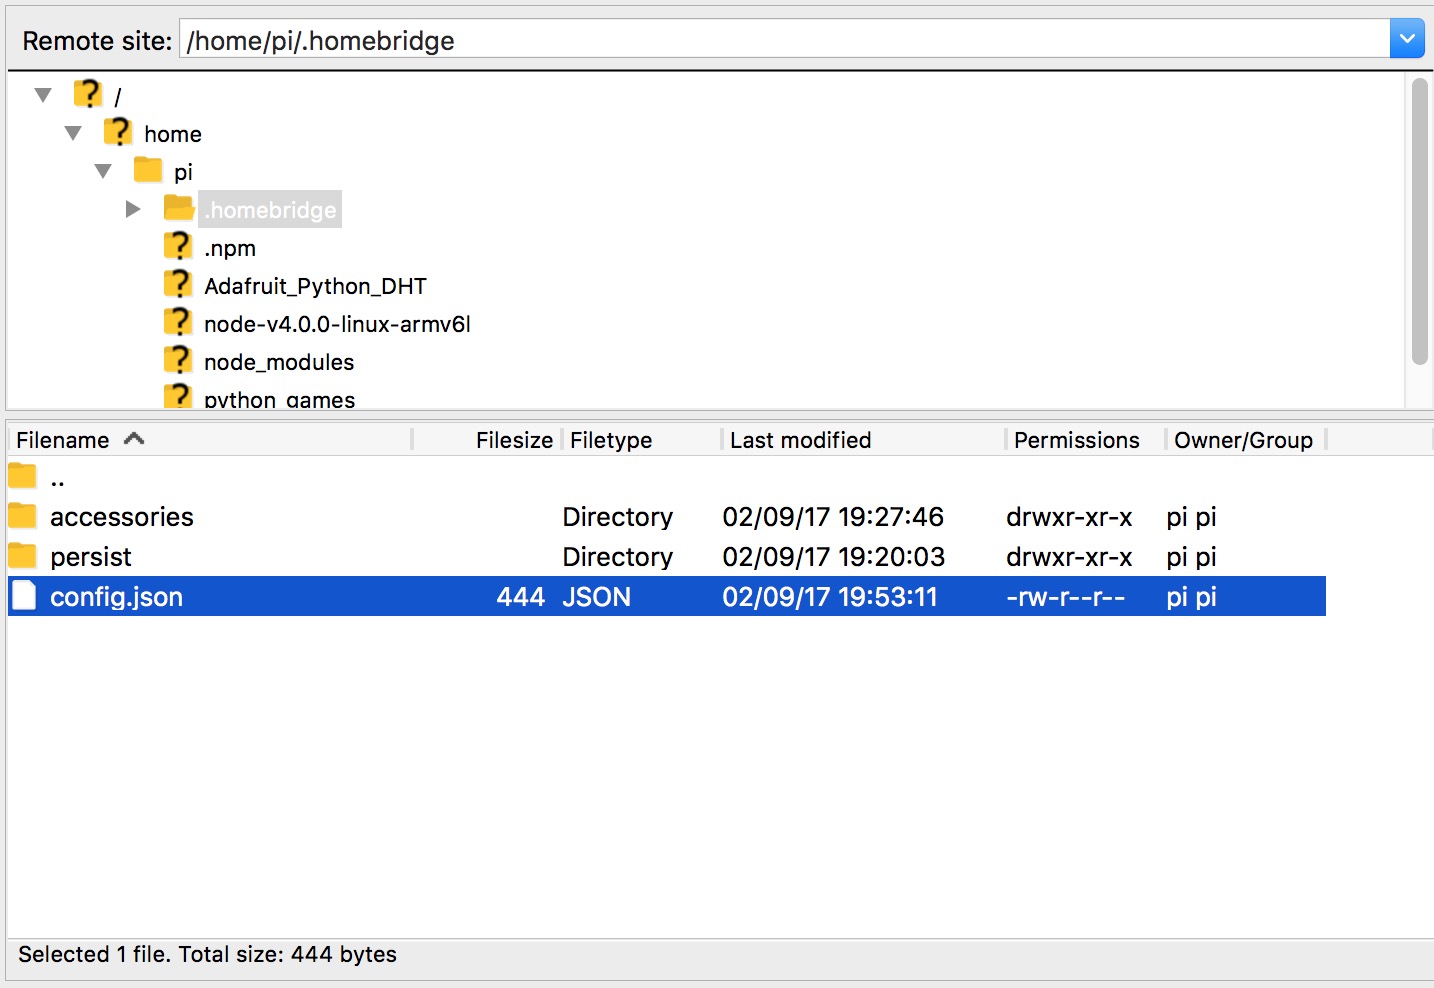 Remote site: /home/pi/.homebridge
/
home
pi
.homebridge
.npm
Adafruit_Python_DHT
node-v4.0.0-linux-armv6l
node_modules
python_games
Filename Filesize Filetype Last modified Permissions Owner/Group
..
accessories Directory 02/09/17 19:27:46 drwxr-xr-x pi pi
persist Directory 02/09/17 19:20:03 drwxr-xr-x pi pi
config.json 444 JSON 02/09/17 19:53:11 -rw-r--r-- pi pi
Selected 1 file. Total size: 444 bytes